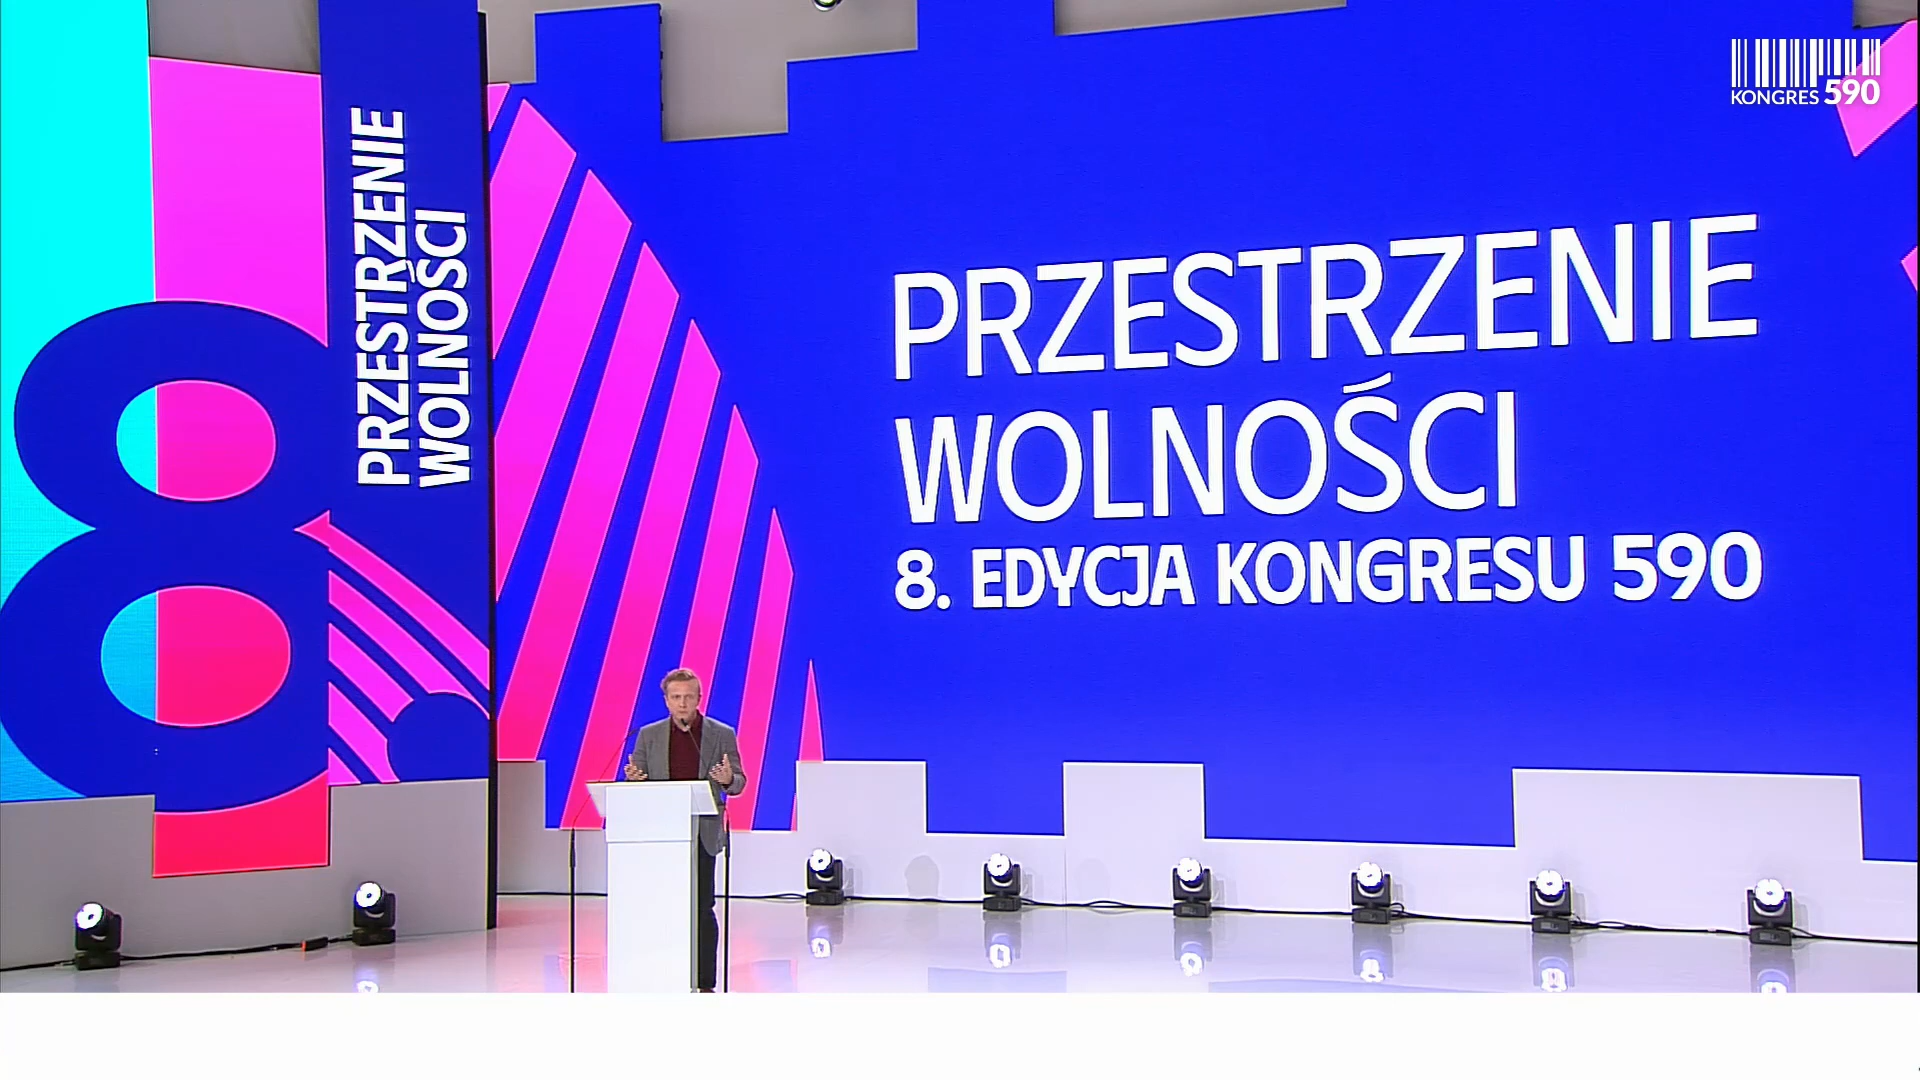 KONGRES 590
8
PRZESTRZENIE
WOLNOŚCI
PRZESTRZENIE
WOLNOŚCI
8. EDYCJA KONGRESU 590